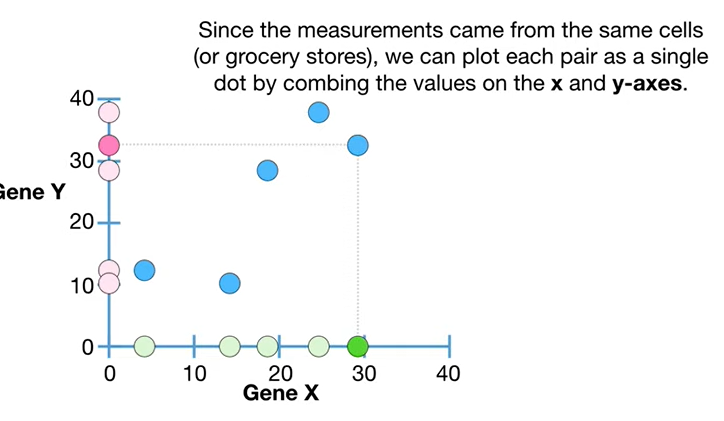 Since the measurements came from the same cells
(or grocery stores), we can plot each pair as a single
dot by combing the values on the x and y-axes.
40
30
Gene Y
20
10
0
0 10 20 30 40
Gene X